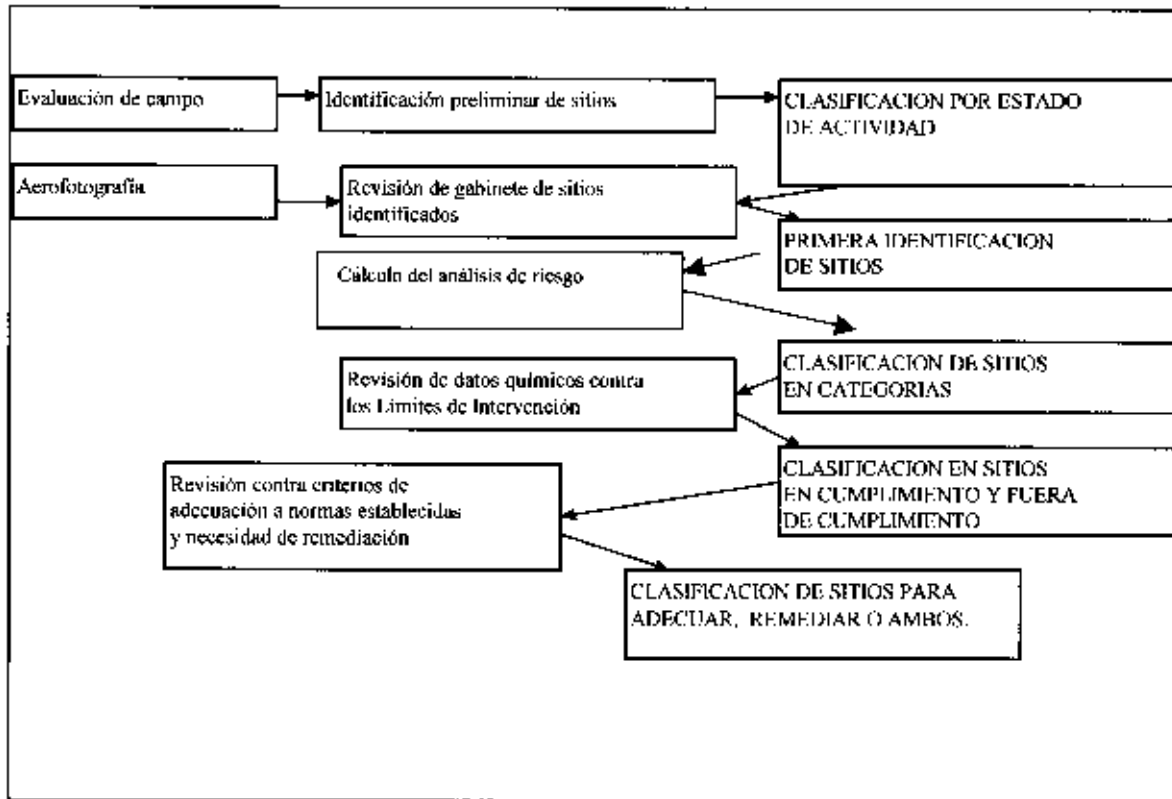 Evaluación de campo
Identificación preliminar de sitios
CLASIFICACION POR ESTADO
DE ACTIVIDAD
Aerofotografía
Revisión de gabinete de sitios
identificados
PRIMERA IDENTIFICACION
DE SITIOS
Cálculo del análisis de riesgo
CLASIFICACION DE SITIOS
EN CATEGORIAS
Revisión de datos químicos contra
los Límites de Intervención
CLASIFICACION EN SITIOS
EN CUMPLIMIENTO Y FUERA
DE CUMPLIMIENTO
Revisión contra criterios de
adecuación a normas establecidas
y necesidad de remediación
CLASIFICACION DE SITIOS PARA
ADECUAR, REMEDIAR O AMBOS.